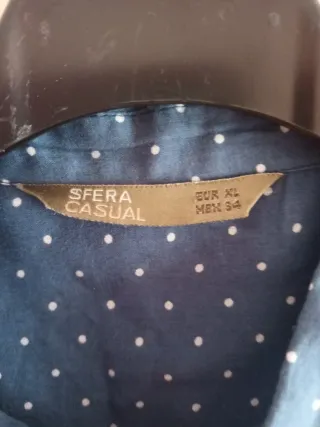 SFERA
CASUAL
EUR XL
MEX 34